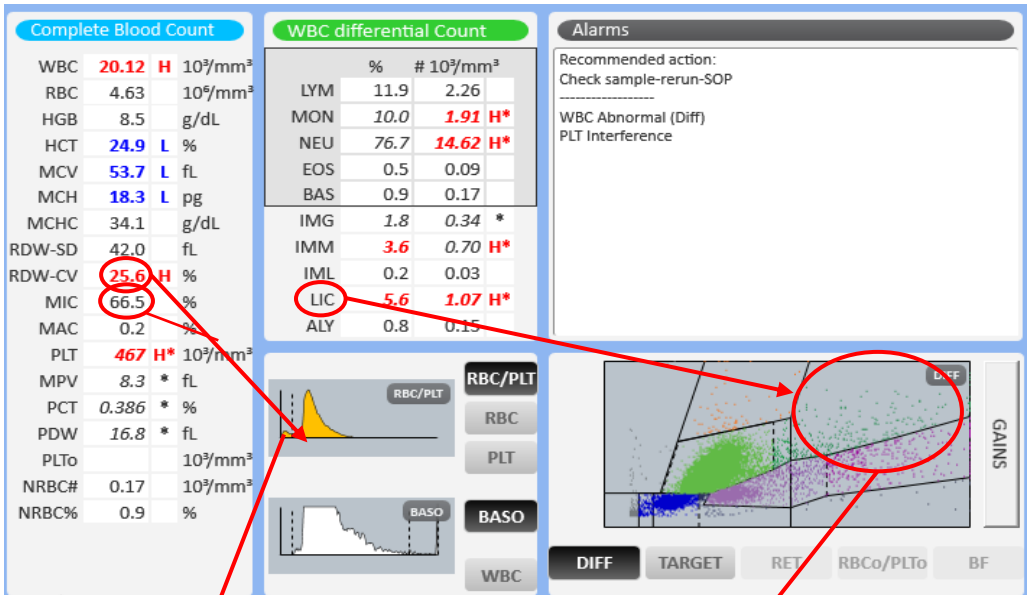 Complete Blood Count
WBC 20.12 H 10³/mm³
RBC 4.63 10⁶/mm³
HGB 8.5 g/dL
HCT 24.9 L %
MCV 53.7 L fL
MCH 18.3 L pg
MCHC 34.1 g/dL
RDW-SD 42.0 fL
RDW-CV 25.6 H %
MIC 66.5 %
MAC 0.2 %
PLT 467 H* 10³/mm³
MPV 8.3 * fL
PCT 0.386 * %
PDW 16.8 * fL
PLTo 10³/mm³
NRBC# 0.17 10³/mm³
NRBC% 0.9 %
WBC differential Count
% # 10³/mm³
LYM 11.9 2.26
MON 10.0 1.91 H*
NEU 76.7 14.62 H*
EOS 0.5 0.09
BAS 0.9 0.17
IMG 1.8 0.34 *
IMM 3.6 0.70 H*
IML 0.2 0.03
LIC 5.6 1.07 H*
ALY 0.8 0.15
Alarms
Recommended action:
Check sample-rerun-SOP
------------------
WBC Abnormal (Diff)
PLT Interference
RBC/PLT
RBC/PLT
RBC
PLT
BASO
BASO
WBC
DIFF
GAINS
DIFF TARGET RET RBCo/PLTo BF